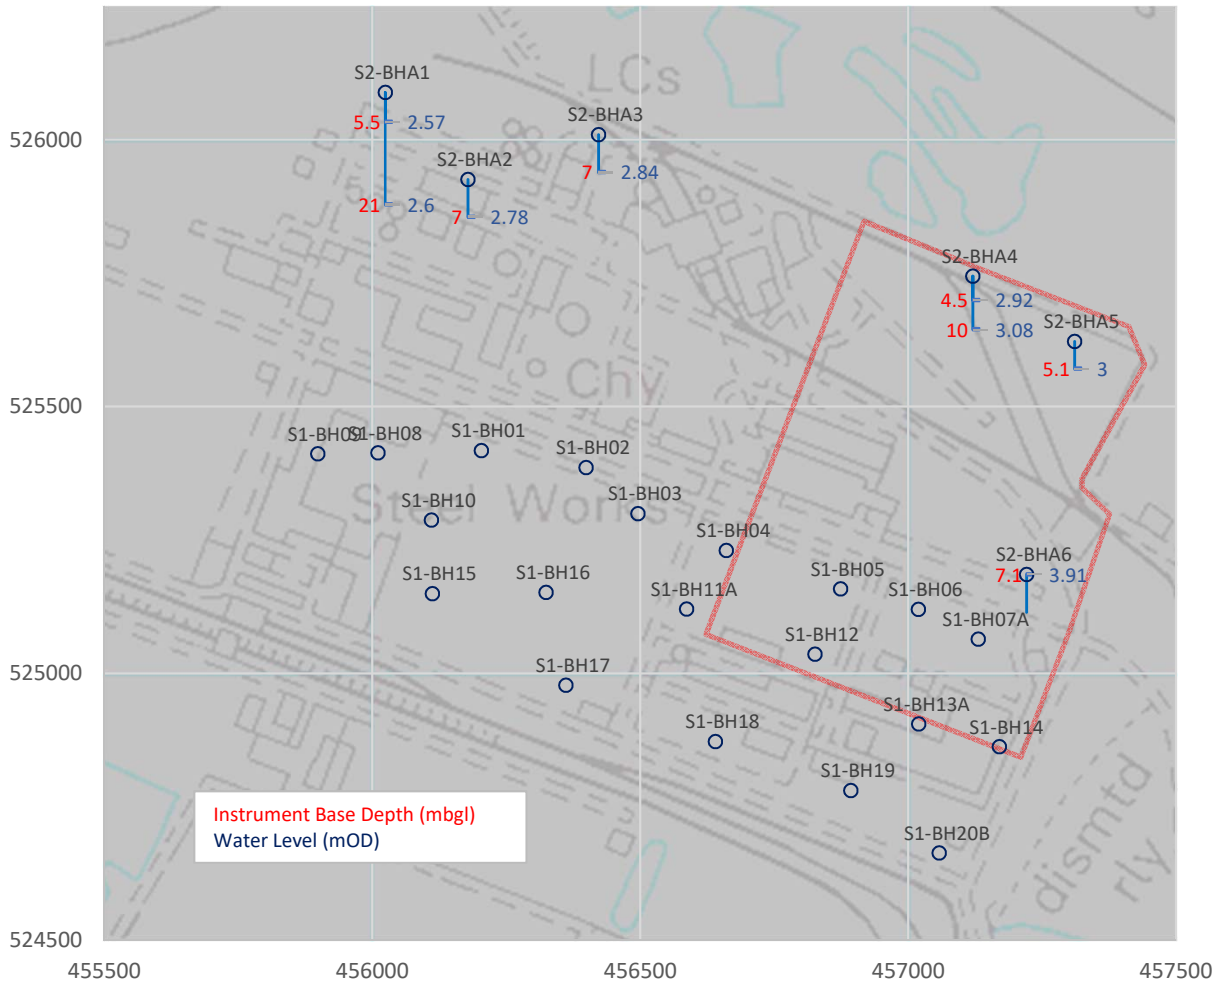 LCs
S2-BHA1
5.5 2.57
21 2.6
S2-BHA2
7 2.78
S2-BHA3
7 2.84
526000
S2-BHA4
4.5 2.92
10 3.08
S2-BHA5
5.1 3
Chy
525500
S1-BH09
S1-BH08
S1-BH01
S1-BH02
Steel Works
S1-BH10
S1-BH03
S1-BH04
S1-BH15
S1-BH16
S1-BH11A
S1-BH05
S1-BH06
S2-BHA6
7.1 3.91
S1-BH07A
S1-BH12
525000
S1-BH17
S1-BH18
S1-BH13A
S1-BH14
S1-BH19
S1-BH20B
dismtd
rly
Instrument Base Depth (mbgl)
Water Level (mOD)
524500
455500 456000 456500 457000 457500